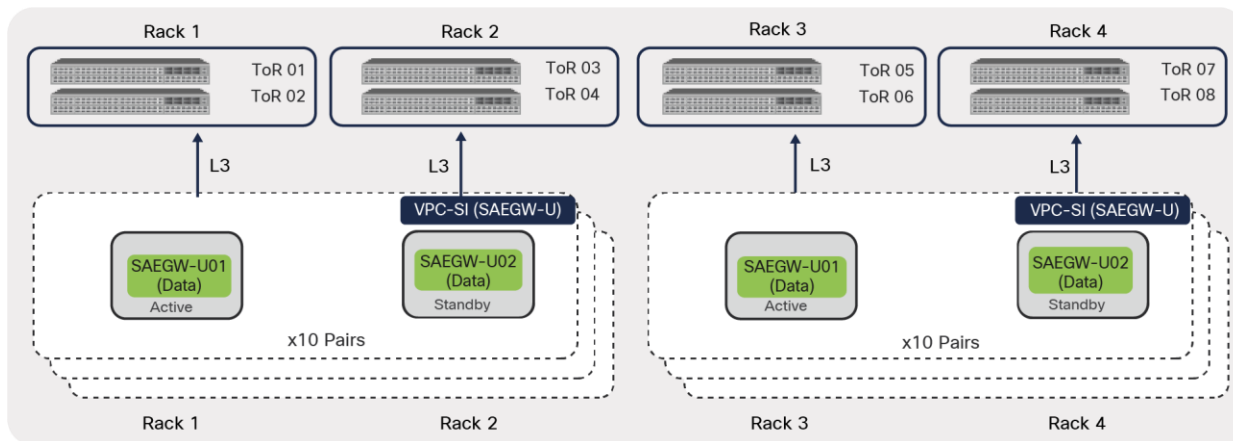 Rack 1
Rack 2
Rack 3
Rack 4
ToR 01
ToR 02
ToR 03
ToR 04
ToR 05
ToR 06
ToR 07
ToR 08
L3
L3
L3
L3
VPC-SI (SAEGW-U)
VPC-SI (SAEGW-U)
SAEGW-U01
(Data)
Active
SAEGW-U02
(Data)
Standby
SAEGW-U01
(Data)
Active
SAEGW-U02
(Data)
Standby
x10 Pairs
x10 Pairs
Rack 1
Rack 2
Rack 3
Rack 4